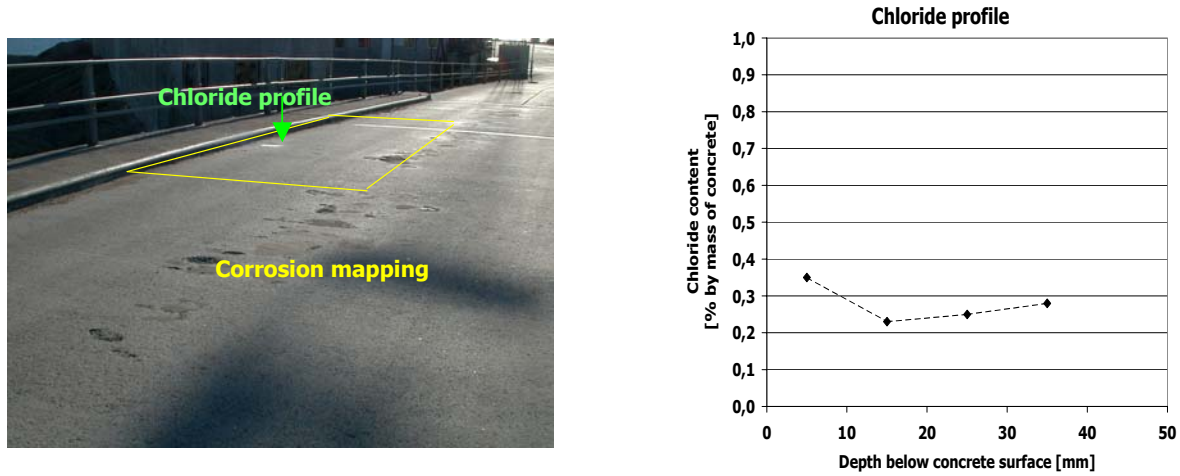 Chloride profile
Corrosion mapping
Chloride profile
1,0
0,9
0,8
0,7
0,6
0,5
0,4
0,3
0,2
0,1
0,0
0 10 20 30 40 50
Chloride content
[% by mass of concrete]
Depth below concrete surface [mm]